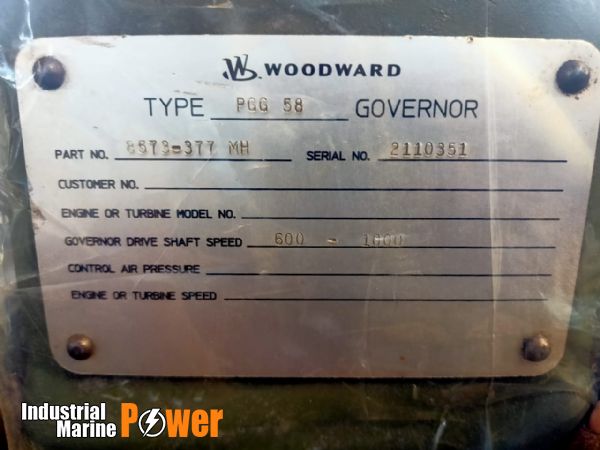 WOODWARD
TYPE PGG 58 GOVERNOR
PART NO. 8573-377 MH SERIAL NO. 2110351
CUSTOMER NO.
ENGINE OR TURBINE MODEL NO.
GOVERNOR DRIVE SHAFT SPEED 600 - 1000
CONTROL AIR PRESSURE
ENGINE OR TURBINE SPEED
Industrial
Marine Power